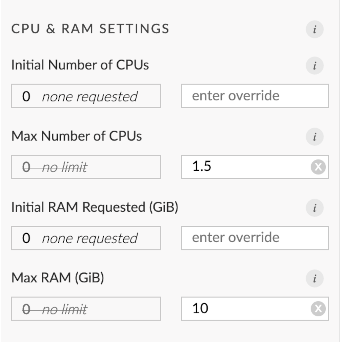 CPU & RAM SETTINGS i
Initial Number of CPUs i
0 none requested enter override
Max Number of CPUs i
0 no limit 1.5 x
Initial RAM Requested (GiB) i
0 none requested enter override
Max RAM (GiB) i
0 no limit 10 x